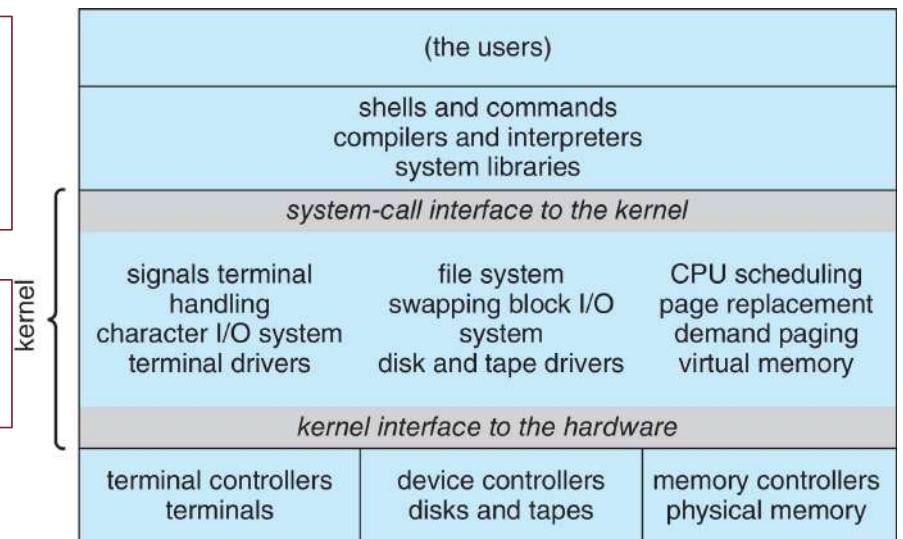 (the users)
shells and commands
compilers and interpreters
system libraries
system-call interface to the kernel
kernel
signals terminal
handling
character I/O system
terminal drivers
file system
swapping block I/O
system
disk and tape drivers
CPU scheduling
page replacement
demand paging
virtual memory
kernel interface to the hardware
terminal controllers
terminals
device controllers
disks and tapes
memory controllers
physical memory